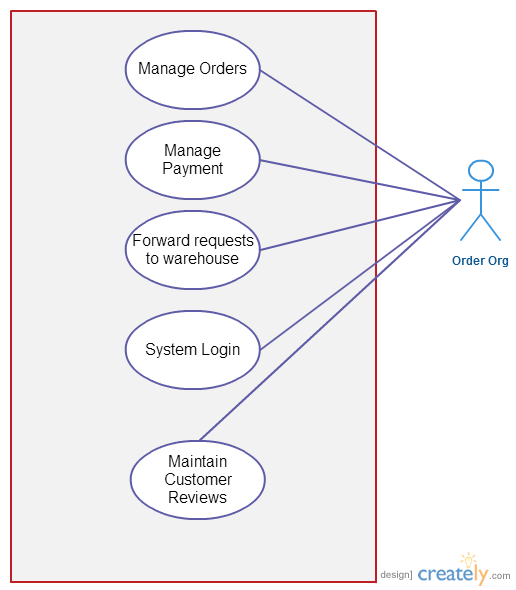 Manage Orders
Manage
Payment
Forward requests
to warehouse
System Login
Maintain
Customer
Reviews
Order Org
design] creately.com